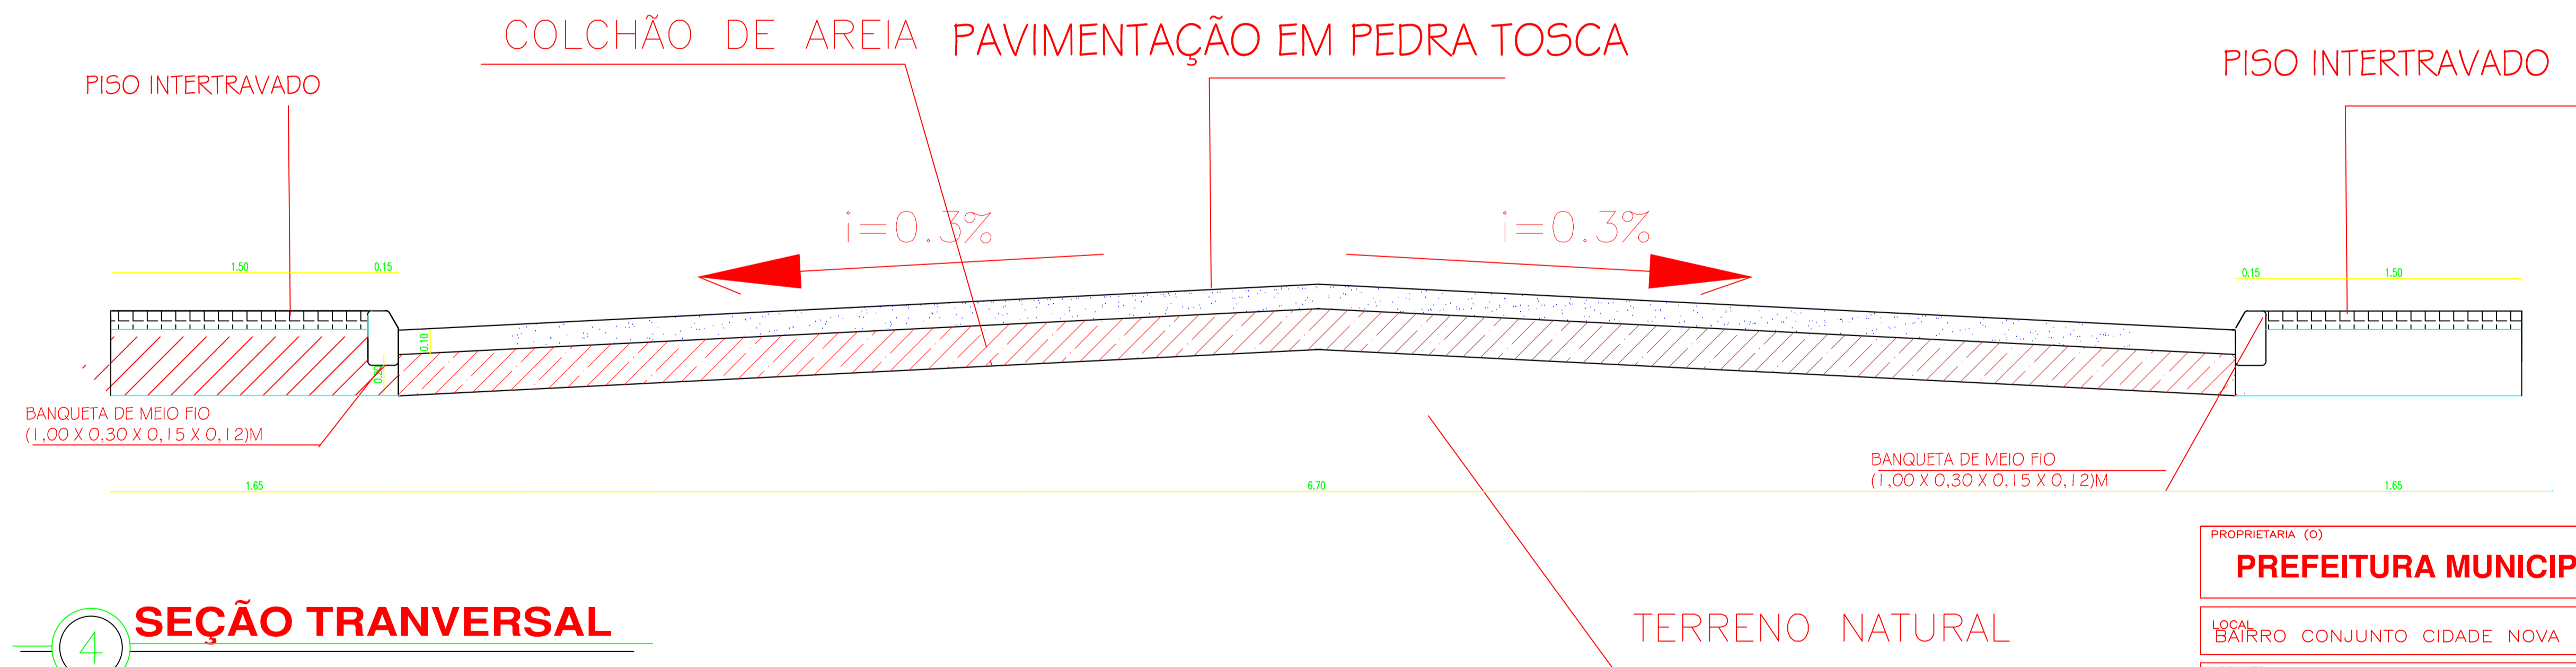 COLCHÃO DE AREIA
PAVIMENTAÇÃO EM PEDRA TOSCA
PISO INTERTRAVADO
PISO INTERTRAVADO
i=0.3%
i=0.3%
1.50
0.15
0.15
1.50
0.10
0.20
BANQUETA DE MEIO FIO
(1,00 X 0,30 X 0,15 X 0,12)M
BANQUETA DE MEIO FIO
(1,00 X 0,30 X 0,15 X 0,12)M
1.65
6.70
1.65
PROPRIETARIA (O)
PREFEITURA MUNICIP
4
SEÇÃO TRANVERSAL
TERRENO NATURAL
LOCAL
BAIRRO CONJUNTO CIDADE NOVA